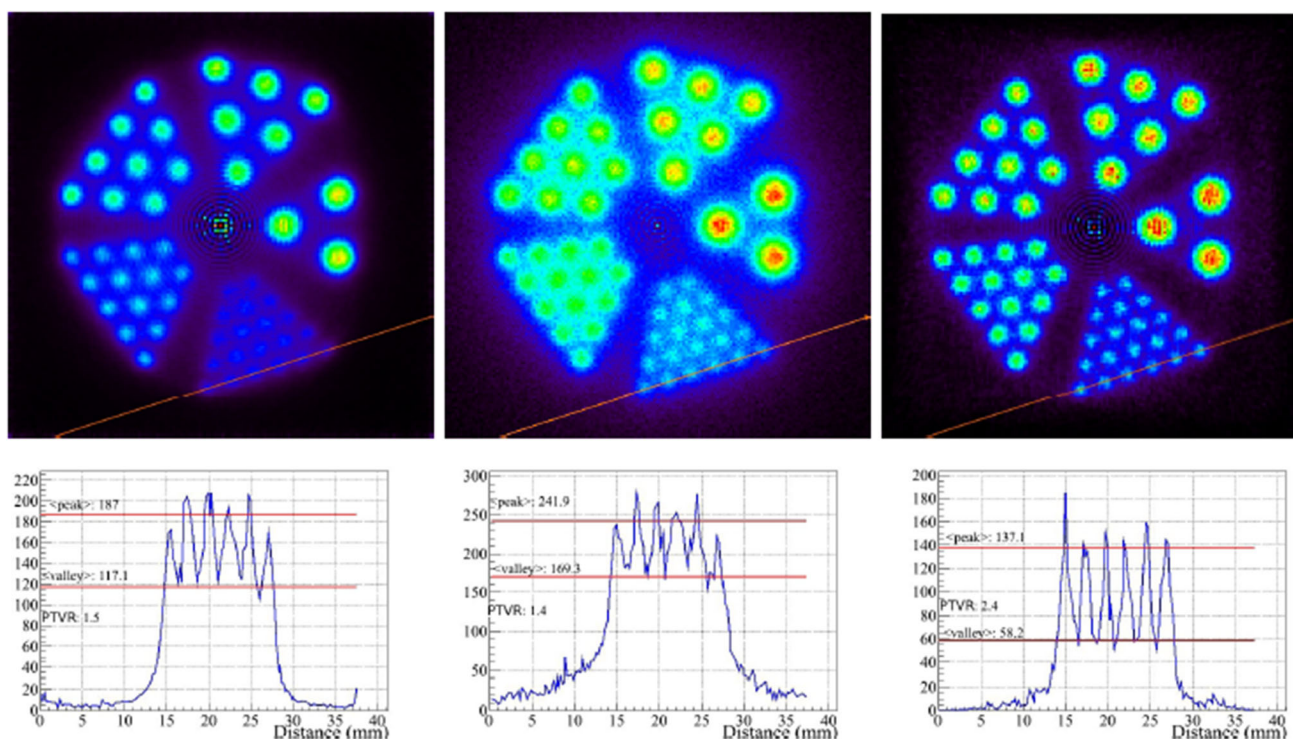 220
200
<peak>: 187
180
160
140
120
<valley>: 117.1
100
80
PTVR: 1.5
60
40
20
0
0 5 10 15 20 25 30 35 40
Distance (mm)
300
<peak>: 241.9
250
200
<valley>: 169.3
150
PTVR: 1.4
100
50
0
0 5 10 15 20 25 30 35 40
Distance (mm)
200
180
160
<peak>: 137.1
140
120
100
PTVR: 2.4
80
<valley>: 58.2
60
40
20
0
0 5 10 15 20 25 30 35 40
Distance (mm)